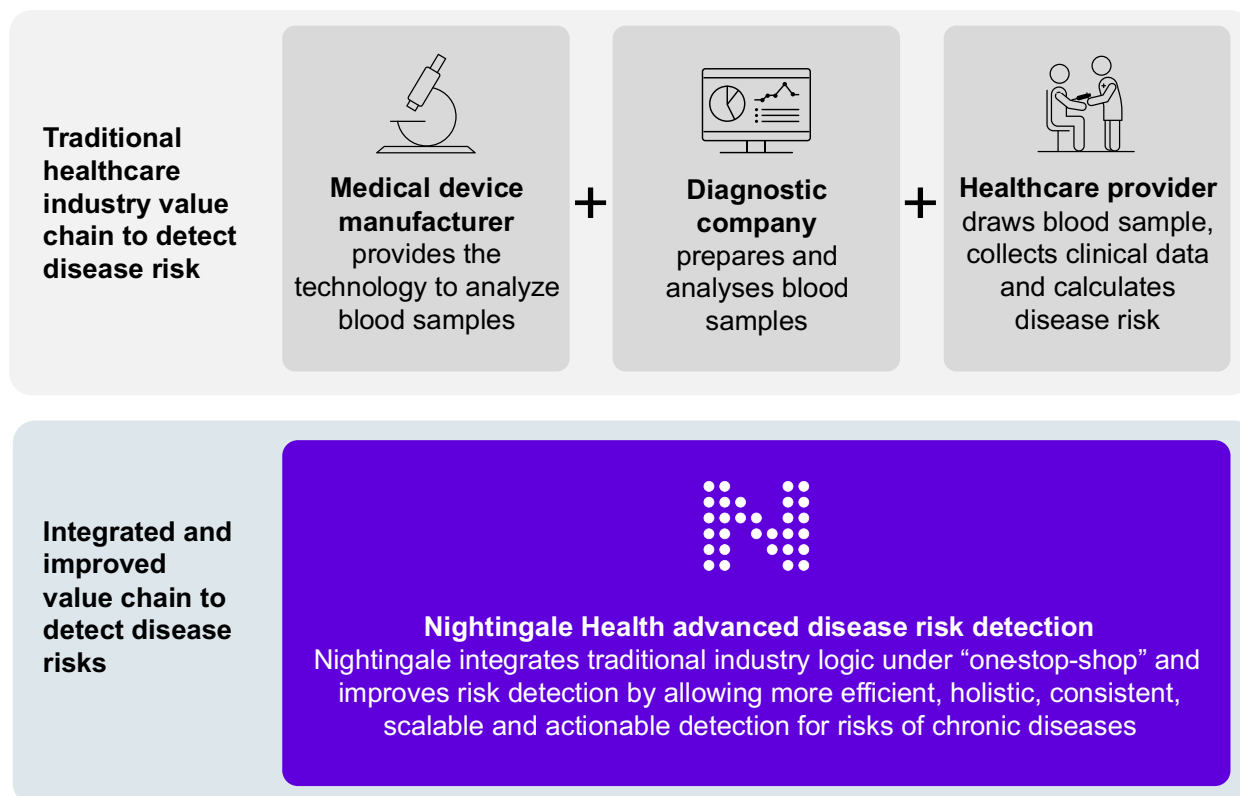 Traditional
healthcare
industry value
chain to detect
disease risk
Medical device
manufacturer
provides the
technology to analyze
blood samples
+
Diagnostic
company
prepares and
analyses blood
samples
+
Healthcare provider
draws blood sample,
collects clinical data
and calculates
disease risk
Integrated and
improved
value chain to
detect disease
risks
N
Nightingale Health advanced disease risk detection
Nightingale integrates traditional industry logic under “one-stop-shop” and
improves risk detection by allowing more efficient, holistic, consistent,
scalable and actionable detection for risks of chronic diseases